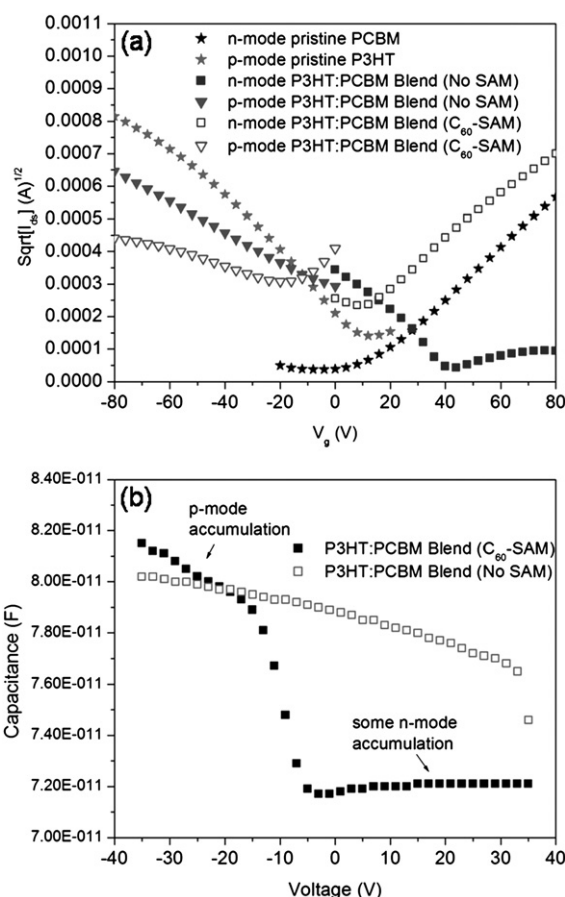 (a)
n-mode pristine PCBM
p-mode pristine P3HT
n-mode P3HT:PCBM Blend (No SAM)
p-mode P3HT:PCBM Blend (No SAM)
n-mode P3HT:PCBM Blend (C₆₀-SAM)
p-mode P3HT:PCBM Blend (C₆₀-SAM)
Sqrt[I_ds] (A)^1/2
0.0011
0.0010
0.0009
0.0008
0.0007
0.0006
0.0005
0.0004
0.0003
0.0002
0.0001
0.0000
-80 -60 -40 -20 0 20 40 60 80
V_g (V)
(b)
p-mode
accumulation
P3HT:PCBM Blend (C₆₀-SAM)
P3HT:PCBM Blend (No SAM)
some n-mode
accumulation
Capacitance (F)
8.40E-011
8.20E-011
8.00E-011
7.80E-011
7.60E-011
7.40E-011
7.20E-011
7.00E-011
-40 -30 -20 -10 0 10 20 30 40
Voltage (V)